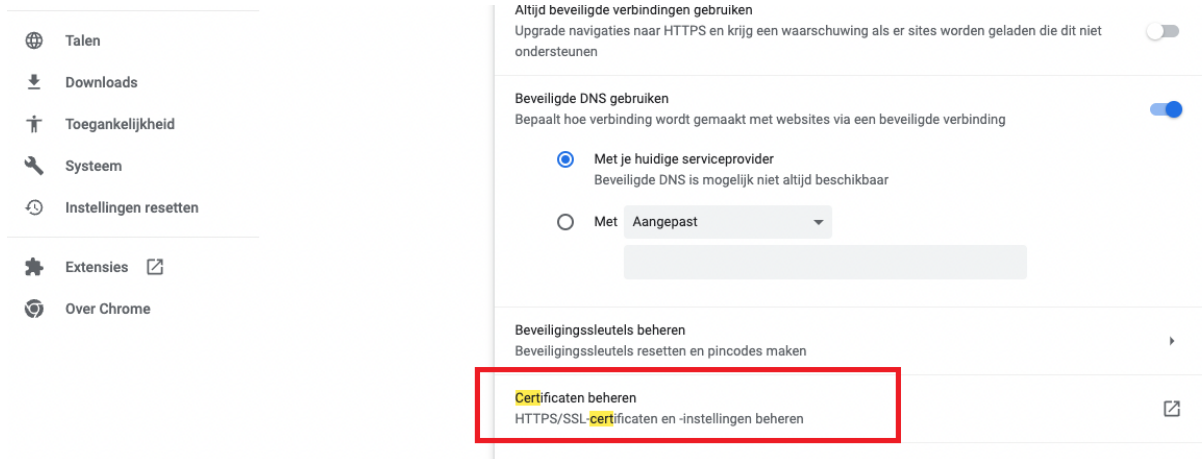 Talen
Downloads
Toegankelijkheid
Systeem
Instellingen resetten
Extensies
Over Chrome
Altijd beveiligde verbindingen gebruiken
Upgrade navigaties naar HTTPS en krijg een waarschuwing als er sites worden geladen die dit niet
ondersteunen
Beveiligde DNS gebruiken
Bepaalt hoe verbinding wordt gemaakt met websites via een beveiligde verbinding
Met je huidige serviceprovider
Beveiligde DNS is mogelijk niet altijd beschikbaar
Met Aangepast
Beveiligingssleutels beheren
Beveiligingssleutels resetten en pincodes maken
Certificaten beheren
HTTPS/SSL-certificaten en -instellingen beheren